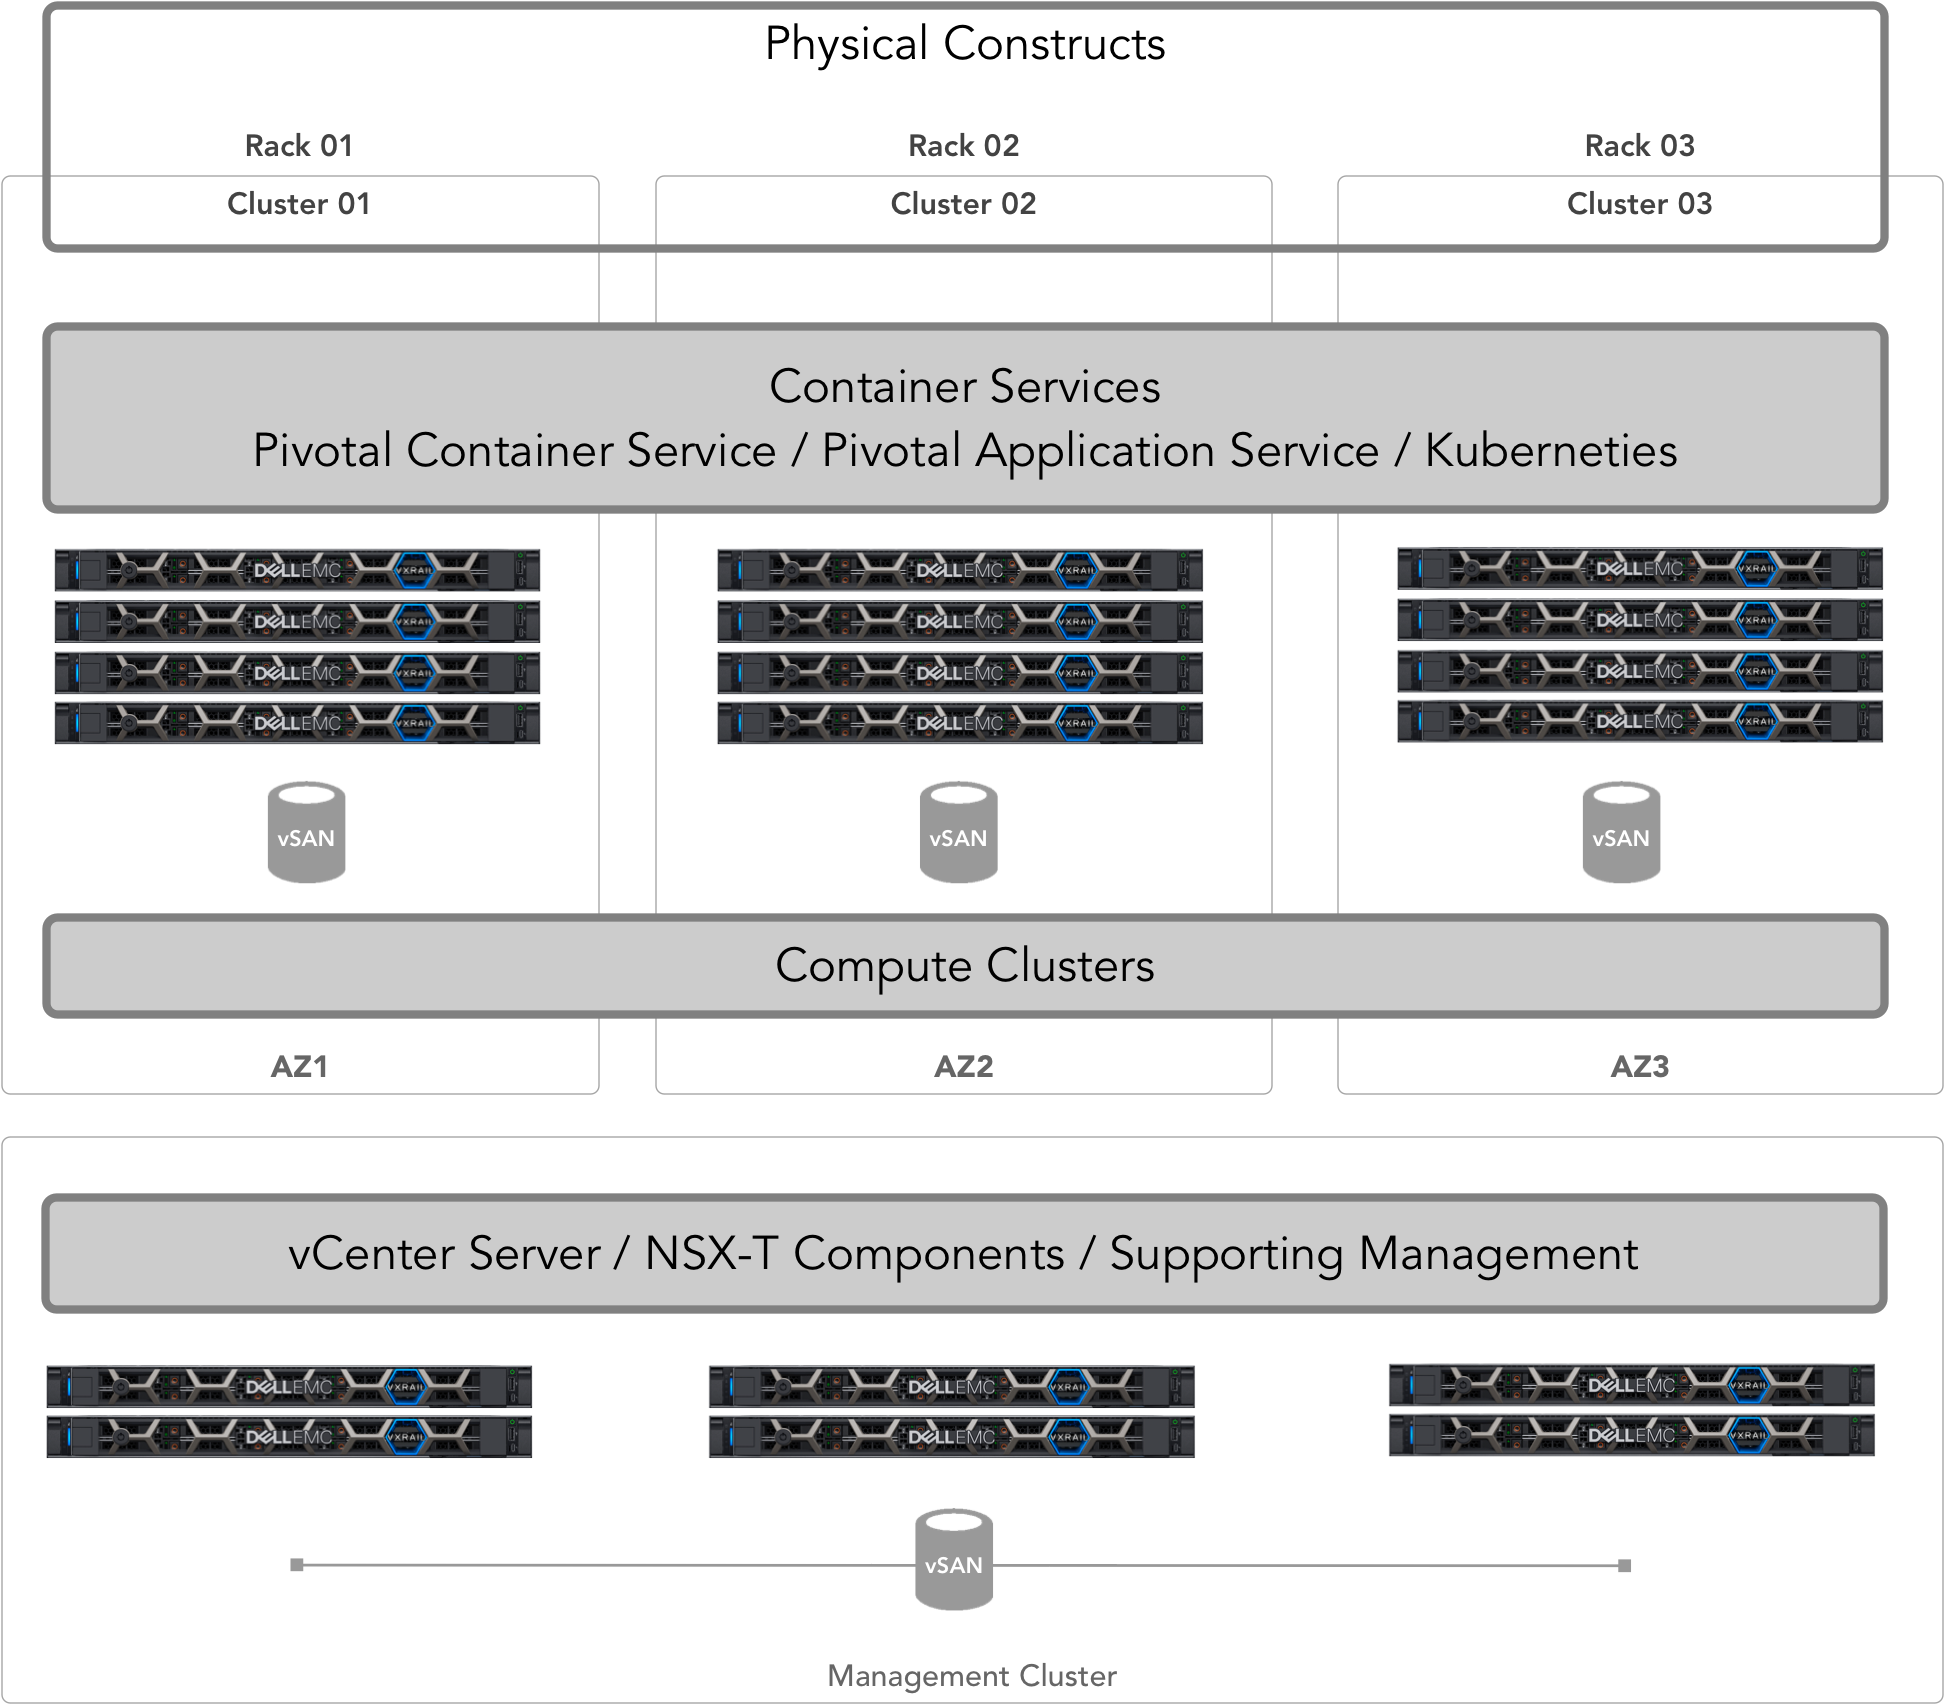 Physical Constructs
Rack 01 Rack 02 Rack 03
Cluster 01 Cluster 02 Cluster 03
Container Services
Pivotal Container Service / Pivotal Application Service / Kuberneties
DELLEMC VXRAIL DELLEMC VXRAIL DELLEMC VXRAIL
DELLEMC VXRAIL DELLEMC VXRAIL DELLEMC VXRAIL
DELLEMC VXRAIL DELLEMC VXRAIL DELLEMC VXRAIL
DELLEMC VXRAIL DELLEMC VXRAIL DELLEMC VXRAIL
vSAN vSAN vSAN
Compute Clusters
AZ1 AZ2 AZ3
vCenter Server / NSX-T Components / Supporting Management
DELLEMC VXRAIL DELLEMC VXRAIL DELLEMC VXRAIL
DELLEMC VXRAIL DELLEMC VXRAIL DELLEMC VXRAIL
vSAN
Management Cluster